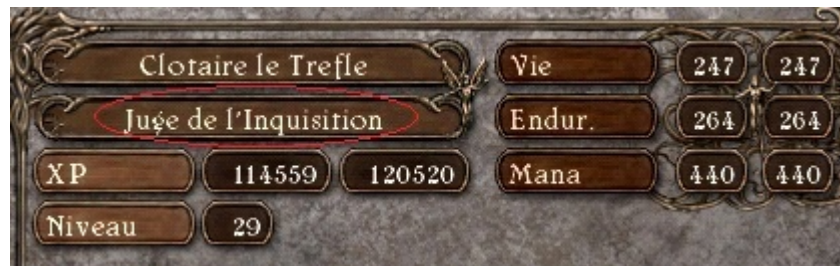 Clotaire le Trefle
Juge de l'Inquisition
XP 114559 120520
Niveau 29
Vie 247 247
Endur. 264 264
Mana 440 440